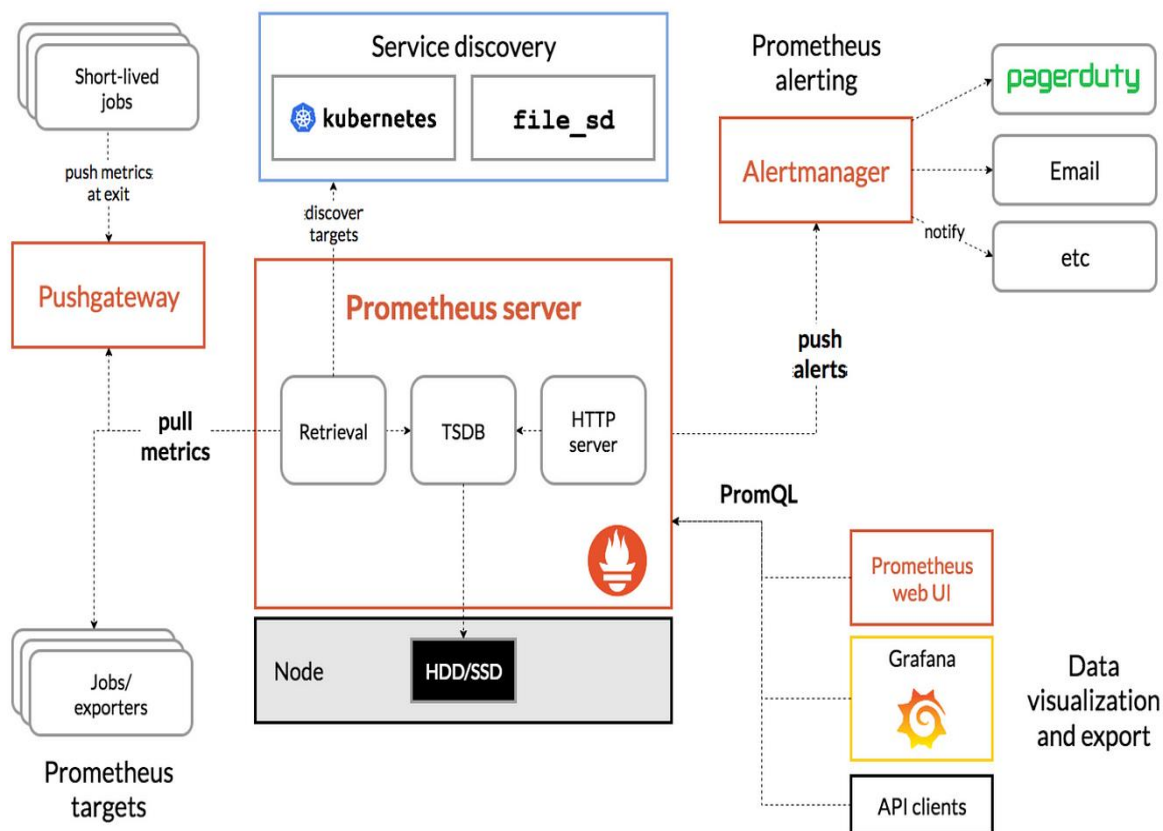 Short-lived
jobs
push metrics
at exit
Pushgateway
pull
metrics
Jobs/
exporters
Prometheus
targets
Service discovery
kubernetes
file_sd
discover
targets
Prometheus server
Retrieval
TSDB
HTTP
server
Node
HDD/SSD
Prometheus
alerting
Alertmanager
pagerduty
Email
etc
notify
push
alerts
PromQL
Prometheus
web UI
Grafana
API clients
Data
visualization
and export